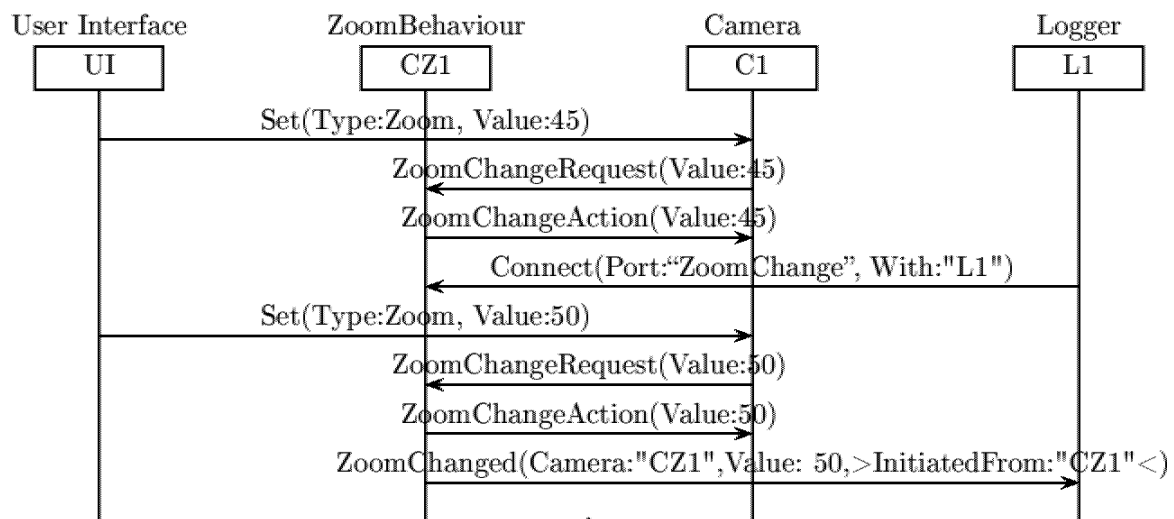 User Interface ZoomBehaviour Camera Logger
UI CZ1 C1 L1
Set(Type:Zoom, Value:45)
ZoomChangeRequest(Value:45)
ZoomChangeAction(Value:45)
Connect(Port:“ZoomChange”, With:"L1")
Set(Type:Zoom, Value:50)
ZoomChangeRequest(Value:50)
ZoomChangeAction(Value:50)
ZoomChanged(Camera:"CZ1",Value: 50,>InitiatedFrom:"CZ1"<)